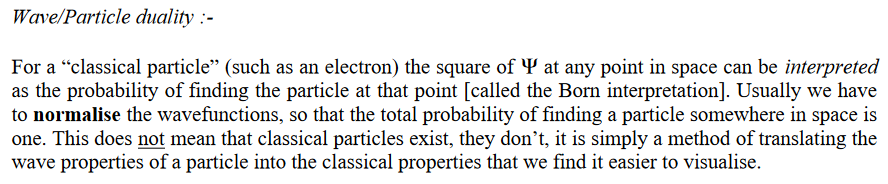 Wave/Particle duality :-
For a “classical particle” (such as an electron) the square of Ψ at any point in space can be interpreted
as the probability of finding the particle at that point [called the Born interpretation]. Usually we have
to normalise the wavefunctions, so that the total probability of finding a particle somewhere in space is
one. This does not mean that classical particles exist, they don’t, it is simply a method of translating the
wave properties of a particle into the classical properties that we find it easier to visualise.